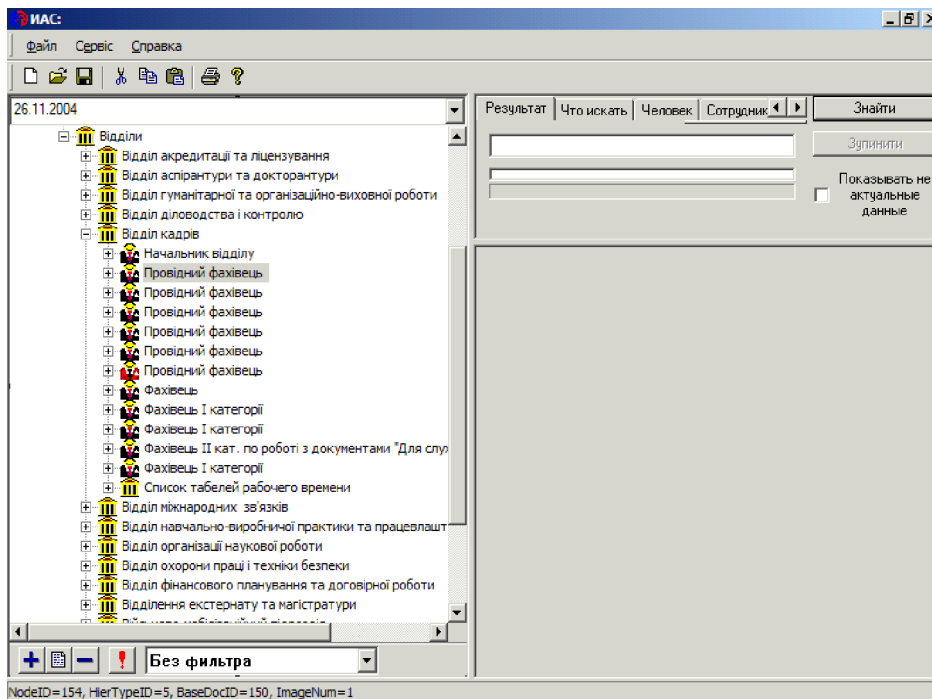 ИАС:
Файл Сервіс Справка
26.11.2004
Відділи
Відділ акредитації та ліцензування
Відділ аспірантури та докторантури
Відділ гуманітарної та організаційно-виховної роботи
Відділ діловодства і контролю
Відділ кадрів
Начальник відділу
Провідний фахівець
Провідний фахівець
Провідний фахівець
Провідний фахівець
Провідний фахівець
Провідний фахівець
Фахівець
Фахівець І категорії
Фахівець І категорії
Фахівець ІІ кат. по роботі з документами "Для слу
Фахівець І категорії
Список табелей рабочего времени
Відділ міжнародних зв'язків
Відділ навчально-виробничої практики та працевлашт
Відділ організації наукової роботи
Відділ охорони праці і техніки безпеки
Відділ фінансового планування та договірної роботи
Відділення екстернату та магістратури
Без фильтра
Результат Что искать Человек Сотрудник
Знайти
Зупинити
Показывать не
актуальные
данные
NodeID=154, HierTypeID=5, BaseDocID=150, ImageNum=1